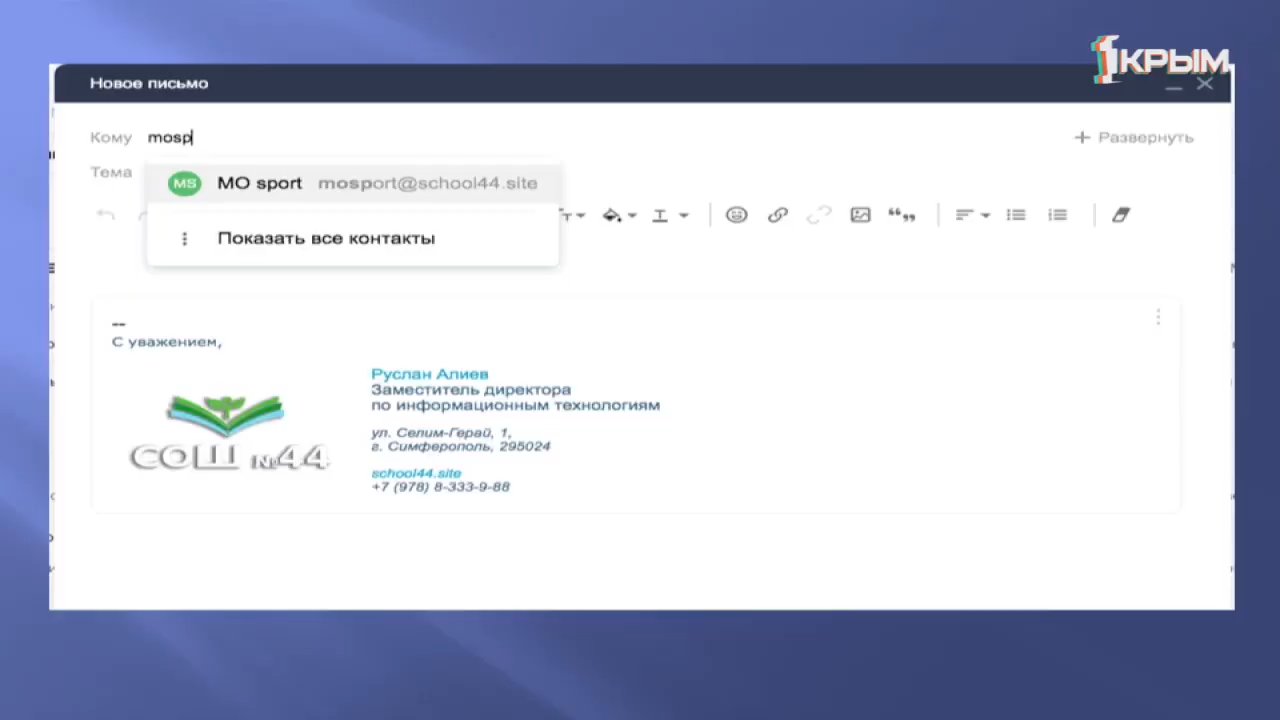 1КРЫМ
Новое письмо
Кому mosp
+ Развернуть
Тема
MS MO sport mosport@school44.site
Показать все контакты
--
С уважением,
СОШ №44
Руслан Алиев
Заместитель директора
по информационным технологиям
ул. Селим-Герай, 1,
г. Симферополь, 295024
school44.site
+7 (978) 8-333-9-88